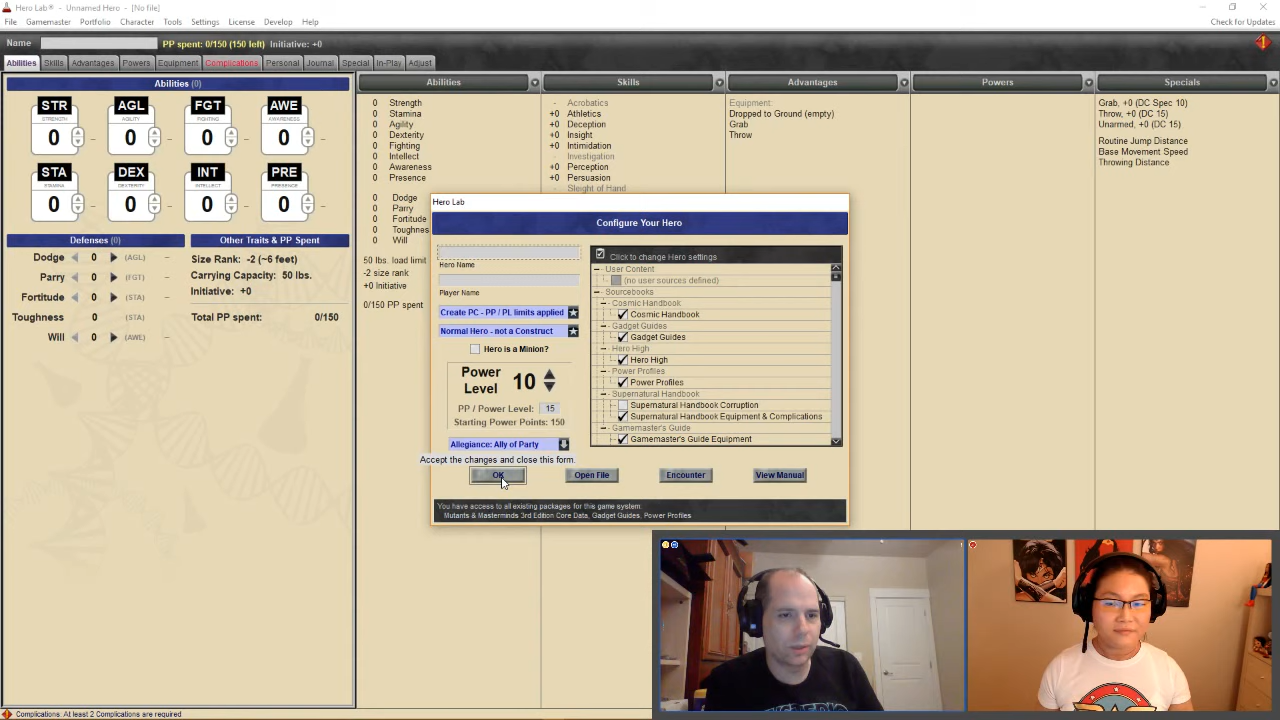 Hero Lab® - Unnamed Hero - [No file]
File Gamemaster Portfolio Character Tools Settings License Develop Help
Check for Updates
Name PP spent: 0/150 (150 left) Initiative: +0
Abilities Skills Advantages Powers Equipment Complications Personal Journal Special In-Play Adjust
Abilities (0)
STR AGL FGT AWE
STRENGTH AGILITY FIGHTING AWARENESS
0 0 0 0
STA DEX INT PRE
STAMINA DEXTERITY INTELLECT PRESENCE
0 0 0 0
Defenses (0)
Dodge 0 (AGL)
Parry 0 (FGT)
Fortitude 0 (STA)
Toughness 0 (STA)
Will 0 (AWE)
Other Traits & PP Spent
Size Rank: -2 (~6 feet)
Carrying Capacity: 50 lbs.
Initiative: +0
Total PP spent: 0/150
Abilities
0 Strength
0 Stamina
0 Agility
0 Dexterity
0 Fighting
0 Intellect
0 Awareness
0 Presence
0 Dodge
0 Parry
0 Fortitude
0 Toughness
0 Will
50 lbs. load limit
-2 size rank
+0 Initiative
0/150 PP spent
Skills
- Acrobatics
+0 Athletics
+0 Deception
+0 Insight
+0 Intimidation
- Investigation
+0 Perception
+0 Persuasion
- Sleight of Hand
Advantages
Equipment:
Dropped to Ground (empty)
Grab
Throw
Powers
Specials
Grab, +0 (DC Spec 10)
Throw, +0 (DC 15)
Unarmed, +0 (DC 15)
Routine Jump Distance
Base Movement Speed
Throwing Distance
Hero Lab
Configure Your Hero
Hero Name
Player Name
Create PC - PP / PL limits applied
Normal Hero - not a Construct
Hero is a Minion?
Power Level 10
PP / Power Level: 15
Starting Power Points: 150
Allegiance: Ally of Party
Accept the changes and close this form.
Click to change Hero settings
User Content
(no user sources defined)
Sourcebooks
Cosmic Handbook
Cosmic Handbook
Gadget Guides
Gadget Guides
Hero High
Hero High
Power Profiles
Power Profiles
Supernatural Handbook
Supernatural Handbook Corruption
Supernatural Handbook Equipment & Complications
Gamemaster's Guide
Gamemaster's Guide Equipment
OK Open File Encounter View Manual
You have access to all existing packages for this game system:
Mutants & Masterminds 3rd Edition Core Data, Gadget Guides, Power Profiles
Complications: At least 2 Complications are required